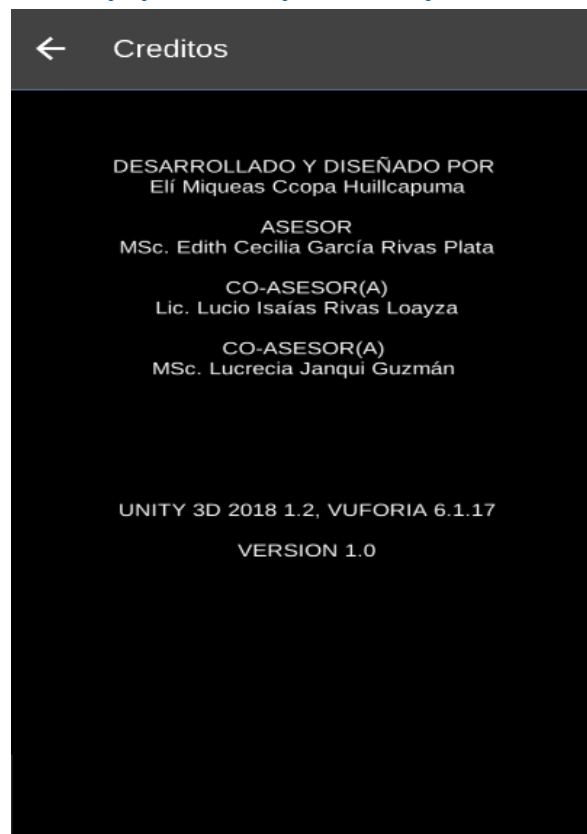 Creditos
DESARROLLADO Y DISEÑADO POR
Elí Miqueas Ccopa Huillcapuma
ASESOR
MSc. Edith Cecilia García Rivas Plata
CO-ASESOR(A)
Lic. Lucio Isaías Rivas Loayza
CO-ASESOR(A)
MSc. Lucrecia Janqui Guzmán
UNITY 3D 2018 1.2, VUFORIA 6.1.17
VERSION 1.0